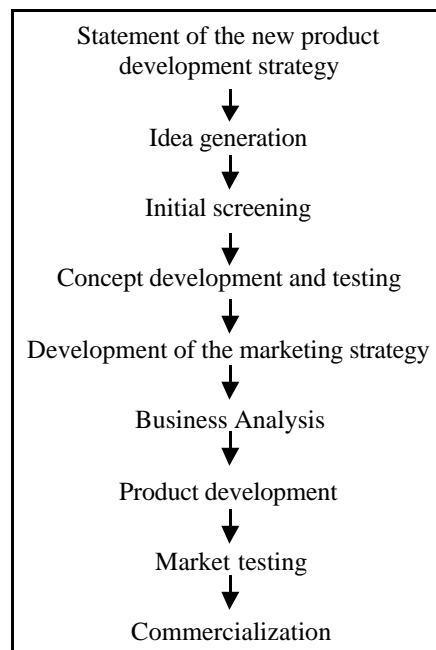 Statement of the new product
development strategy
Idea generation
Initial screening
Concept development and testing
Development of the marketing strategy
Business Analysis
Product development
Market testing
Commercialization